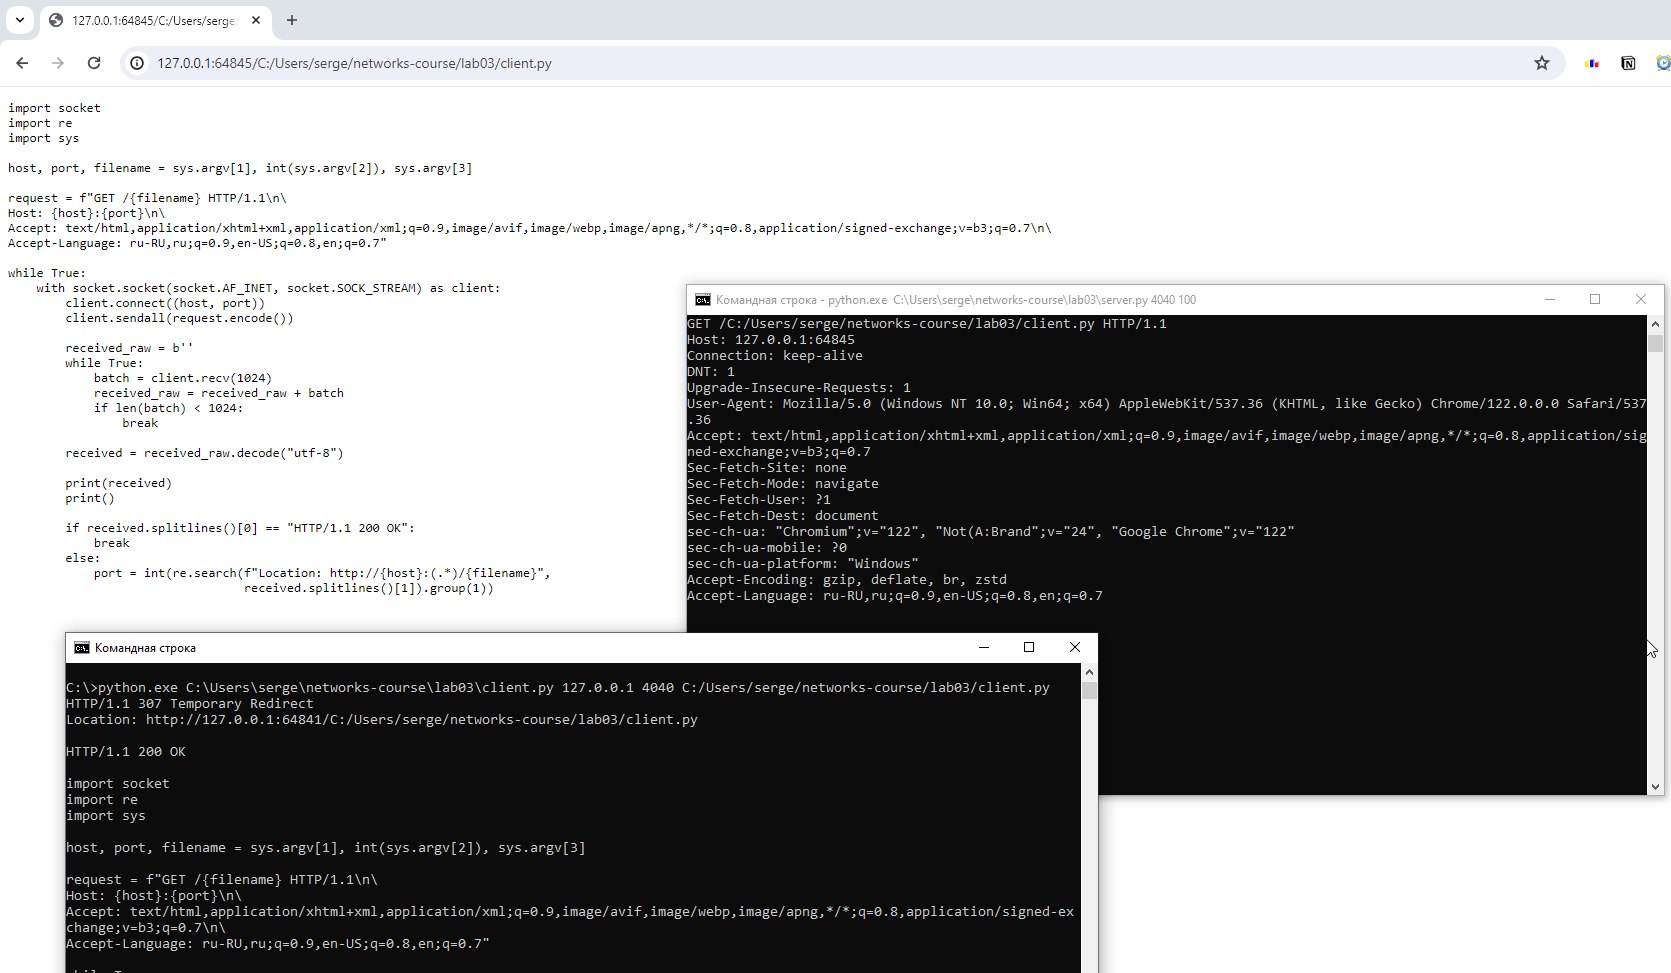 127.0.0.1:64845/C:/Users/serge
127.0.0.1:64845/C:/Users/serge/networks-course/lab03/client.py
import socket
import re
import sys
host, port, filename = sys.argv[1], int(sys.argv[2]), sys.argv[3]
request = f"GET /{filename} HTTP/1.1\n\
Host: {host}:{port}\n\
Accept: text/html,application/xhtml+xml,application/xml;q=0.9,image/avif,image/webp,image/apng,*/*;q=0.8,application/signed-exchange;v=b3;q=0.7\n\
Accept-Language: ru-RU,ru;q=0.9,en-US;q=0.8,en;q=0.7"
while True:
    with socket.socket(socket.AF_INET, socket.SOCK_STREAM) as client:
        client.connect((host, port))
        client.sendall(request.encode())
        received_raw = b''
        while True:
            batch = client.recv(1024)
            received_raw = received_raw + batch
            if len(batch) < 1024:
                break
        received = received_raw.decode("utf-8")
        print(received)
        print()
        if received.splitlines()[0] == "HTTP/1.1 200 OK":
            break
        else:
            port = int(re.search(f"Location: http://{host}:(.*)/{filename}",
                                 received.splitlines()[1]).group(1))
Командная строка - python.exe C:\Users\serge\networks-course\lab03\server.py 4040 100
GET /C:/Users/serge/networks-course/lab03/client.py HTTP/1.1
Host: 127.0.0.1:64845
Connection: keep-alive
DNT: 1
Upgrade-Insecure-Requests: 1
User-Agent: Mozilla/5.0 (Windows NT 10.0; Win64; x64) AppleWebKit/537.36 (KHTML, like Gecko) Chrome/122.0.0.0 Safari/537
.36
Accept: text/html,application/xhtml+xml,application/xml;q=0.9,image/avif,image/webp,image/apng,*/*;q=0.8,application/sig
ned-exchange;v=b3;q=0.7
Sec-Fetch-Site: none
Sec-Fetch-Mode: navigate
Sec-Fetch-User: ?1
Sec-Fetch-Dest: document
sec-ch-ua: "Chromium";v="122", "Not(A:Brand";v="24", "Google Chrome";v="122"
sec-ch-ua-mobile: ?0
sec-ch-ua-platform: "Windows"
Accept-Encoding: gzip, deflate, br, zstd
Accept-Language: ru-RU,ru;q=0.9,en-US;q=0.8,en;q=0.7
Командная строка
C:\>python.exe C:\Users\serge\networks-course\lab03\client.py 127.0.0.1 4040 C:/Users/serge/networks-course/lab03/client.py
HTTP/1.1 307 Temporary Redirect
Location: http://127.0.0.1:64841/C:/Users/serge/networks-course/lab03/client.py
HTTP/1.1 200 OK
import socket
import re
import sys
host, port, filename = sys.argv[1], int(sys.argv[2]), sys.argv[3]
request = f"GET /{filename} HTTP/1.1\n\
Host: {host}:{port}\n\
Accept: text/html,application/xhtml+xml,application/xml;q=0.9,image/avif,image/webp,image/apng,*/*;q=0.8,application/signed-ex
change;v=b3;q=0.7\n\
Accept-Language: ru-RU,ru;q=0.9,en-US;q=0.8,en;q=0.7"